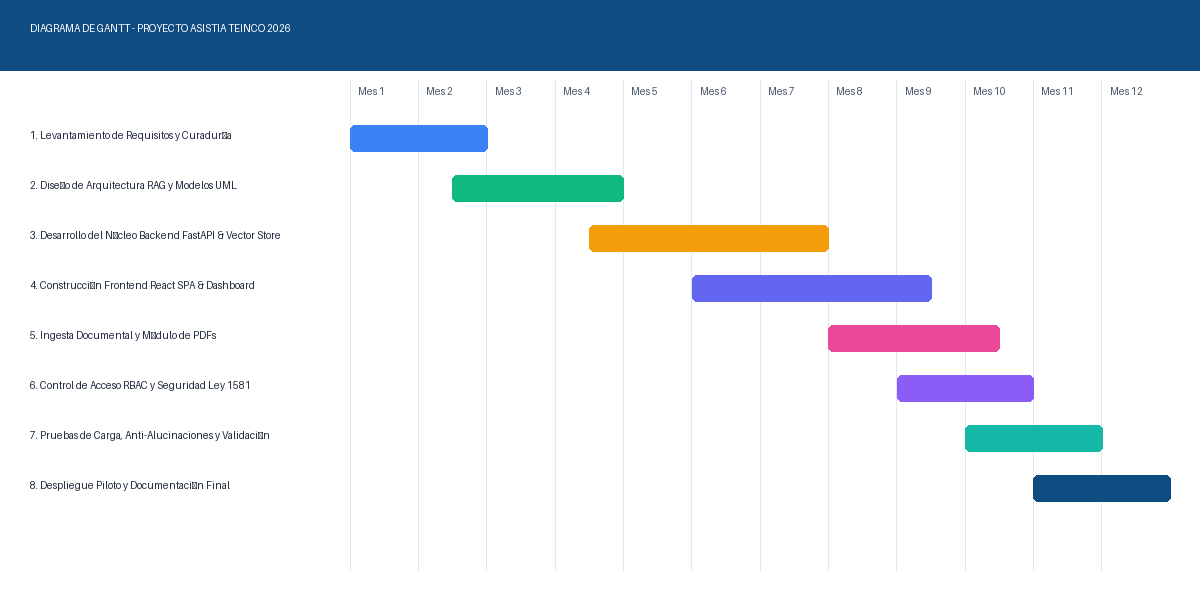 DIAGRAMA DE GANTT - PROYECTO ASISTIA TEINCO 2026
Mes 1 Mes 2 Mes 3 Mes 4 Mes 5 Mes 6 Mes 7 Mes 8 Mes 9 Mes 10 Mes 11 Mes 12
1. Levantamiento de Requisitos y Curadur▯a
2. Dise▯o de Arquitectura RAG y Modelos UML
3. Desarrollo del N▯cleo Backend FastAPI & Vector Store
4. Construcci▯n Frontend React SPA & Dashboard
5. Ingesta Documental y M▯dulo de PDFs
6. Control de Acceso RBAC y Seguridad Ley 1581
7. Pruebas de Carga, Anti-Alucinaciones y Validaci▯n
8. Despliegue Piloto y Documentaci▯n Final